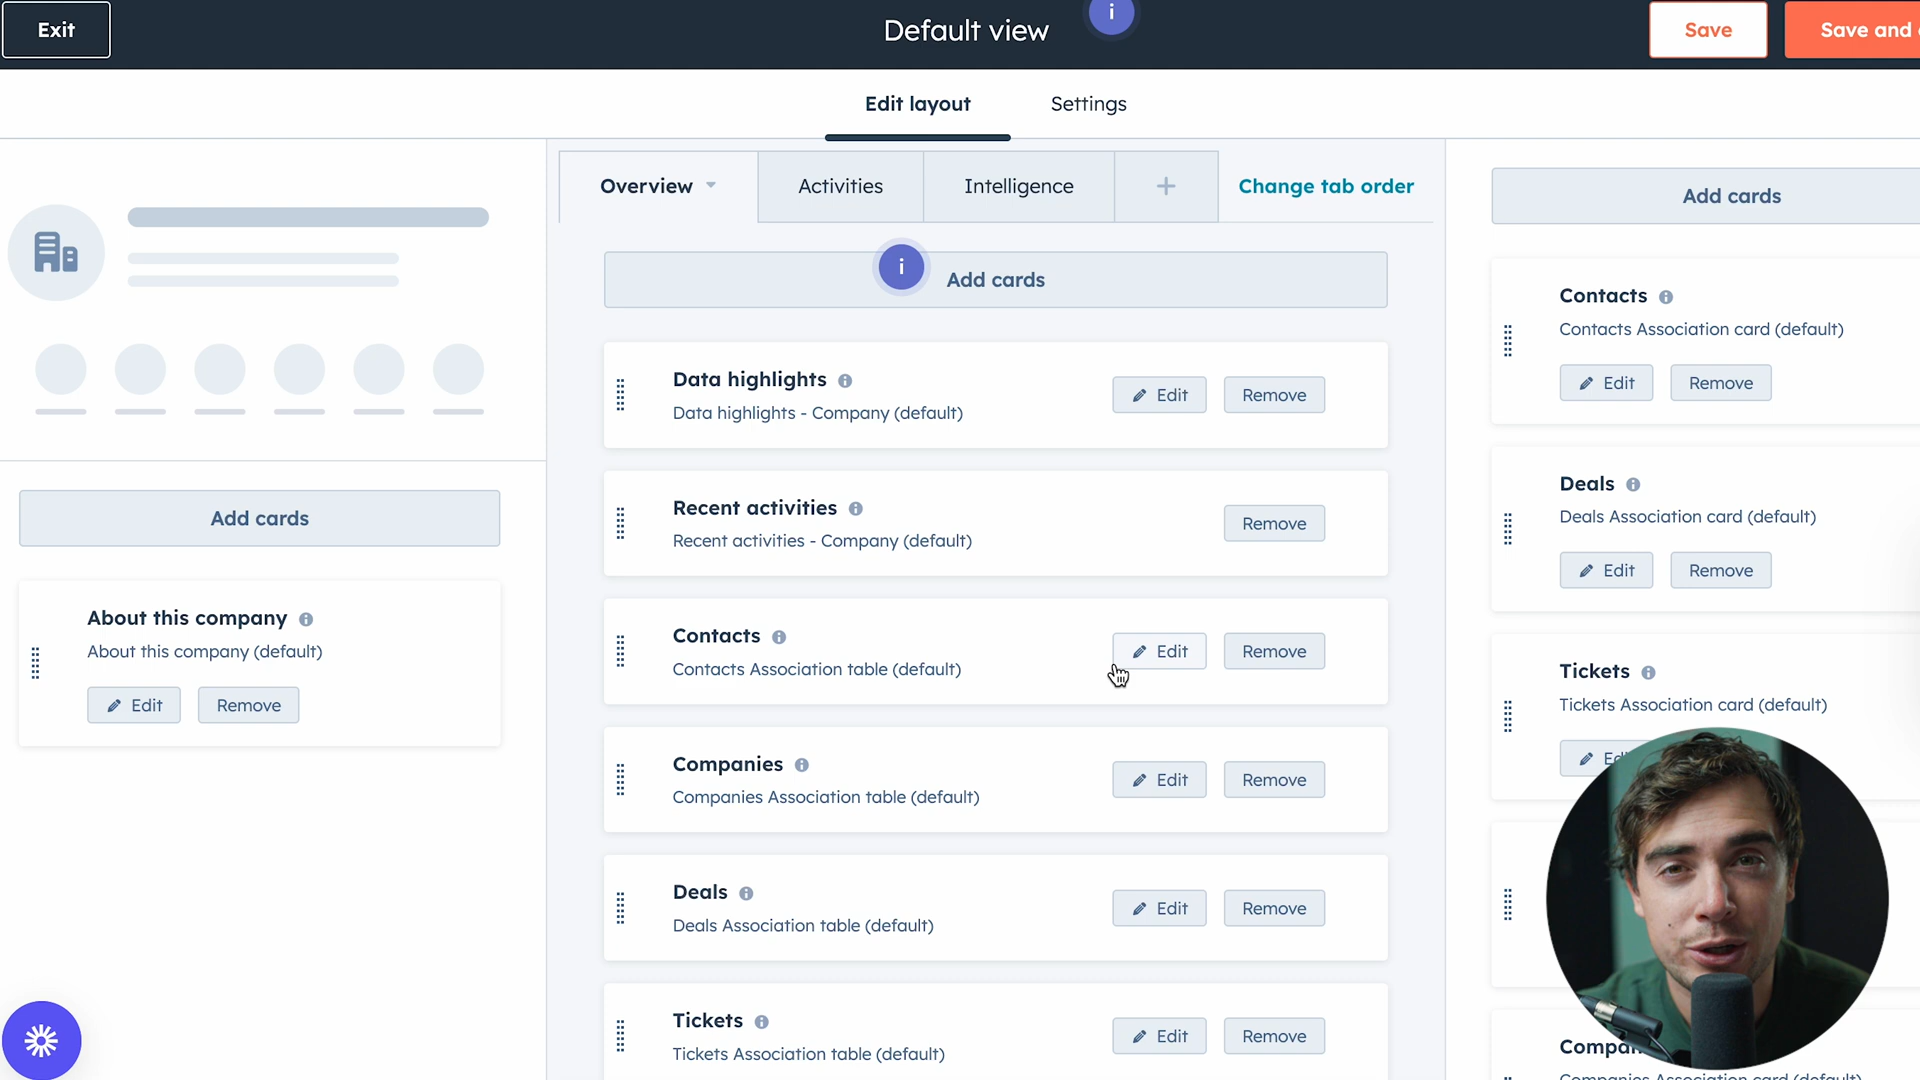 Exit
Default view
i
Save
Save and
Edit layout
Settings
Overview
Activities
Intelligence
+
Change tab order
Add cards
About this company
About this company (default)
Edit
Remove
i
Add cards
Data highlights
Data highlights - Company (default)
Edit
Remove
Recent activities
Recent activities - Company (default)
Remove
Contacts
Contacts Association table (default)
Edit
Remove
Companies
Companies Association table (default)
Edit
Remove
Deals
Deals Association table (default)
Edit
Remove
Tickets
Tickets Association table (default)
Edit
Remove
Add cards
Contacts
Contacts Association card (default)
Edit
Remove
Deals
Deals Association card (default)
Edit
Remove
Tickets
Tickets Association card (default)